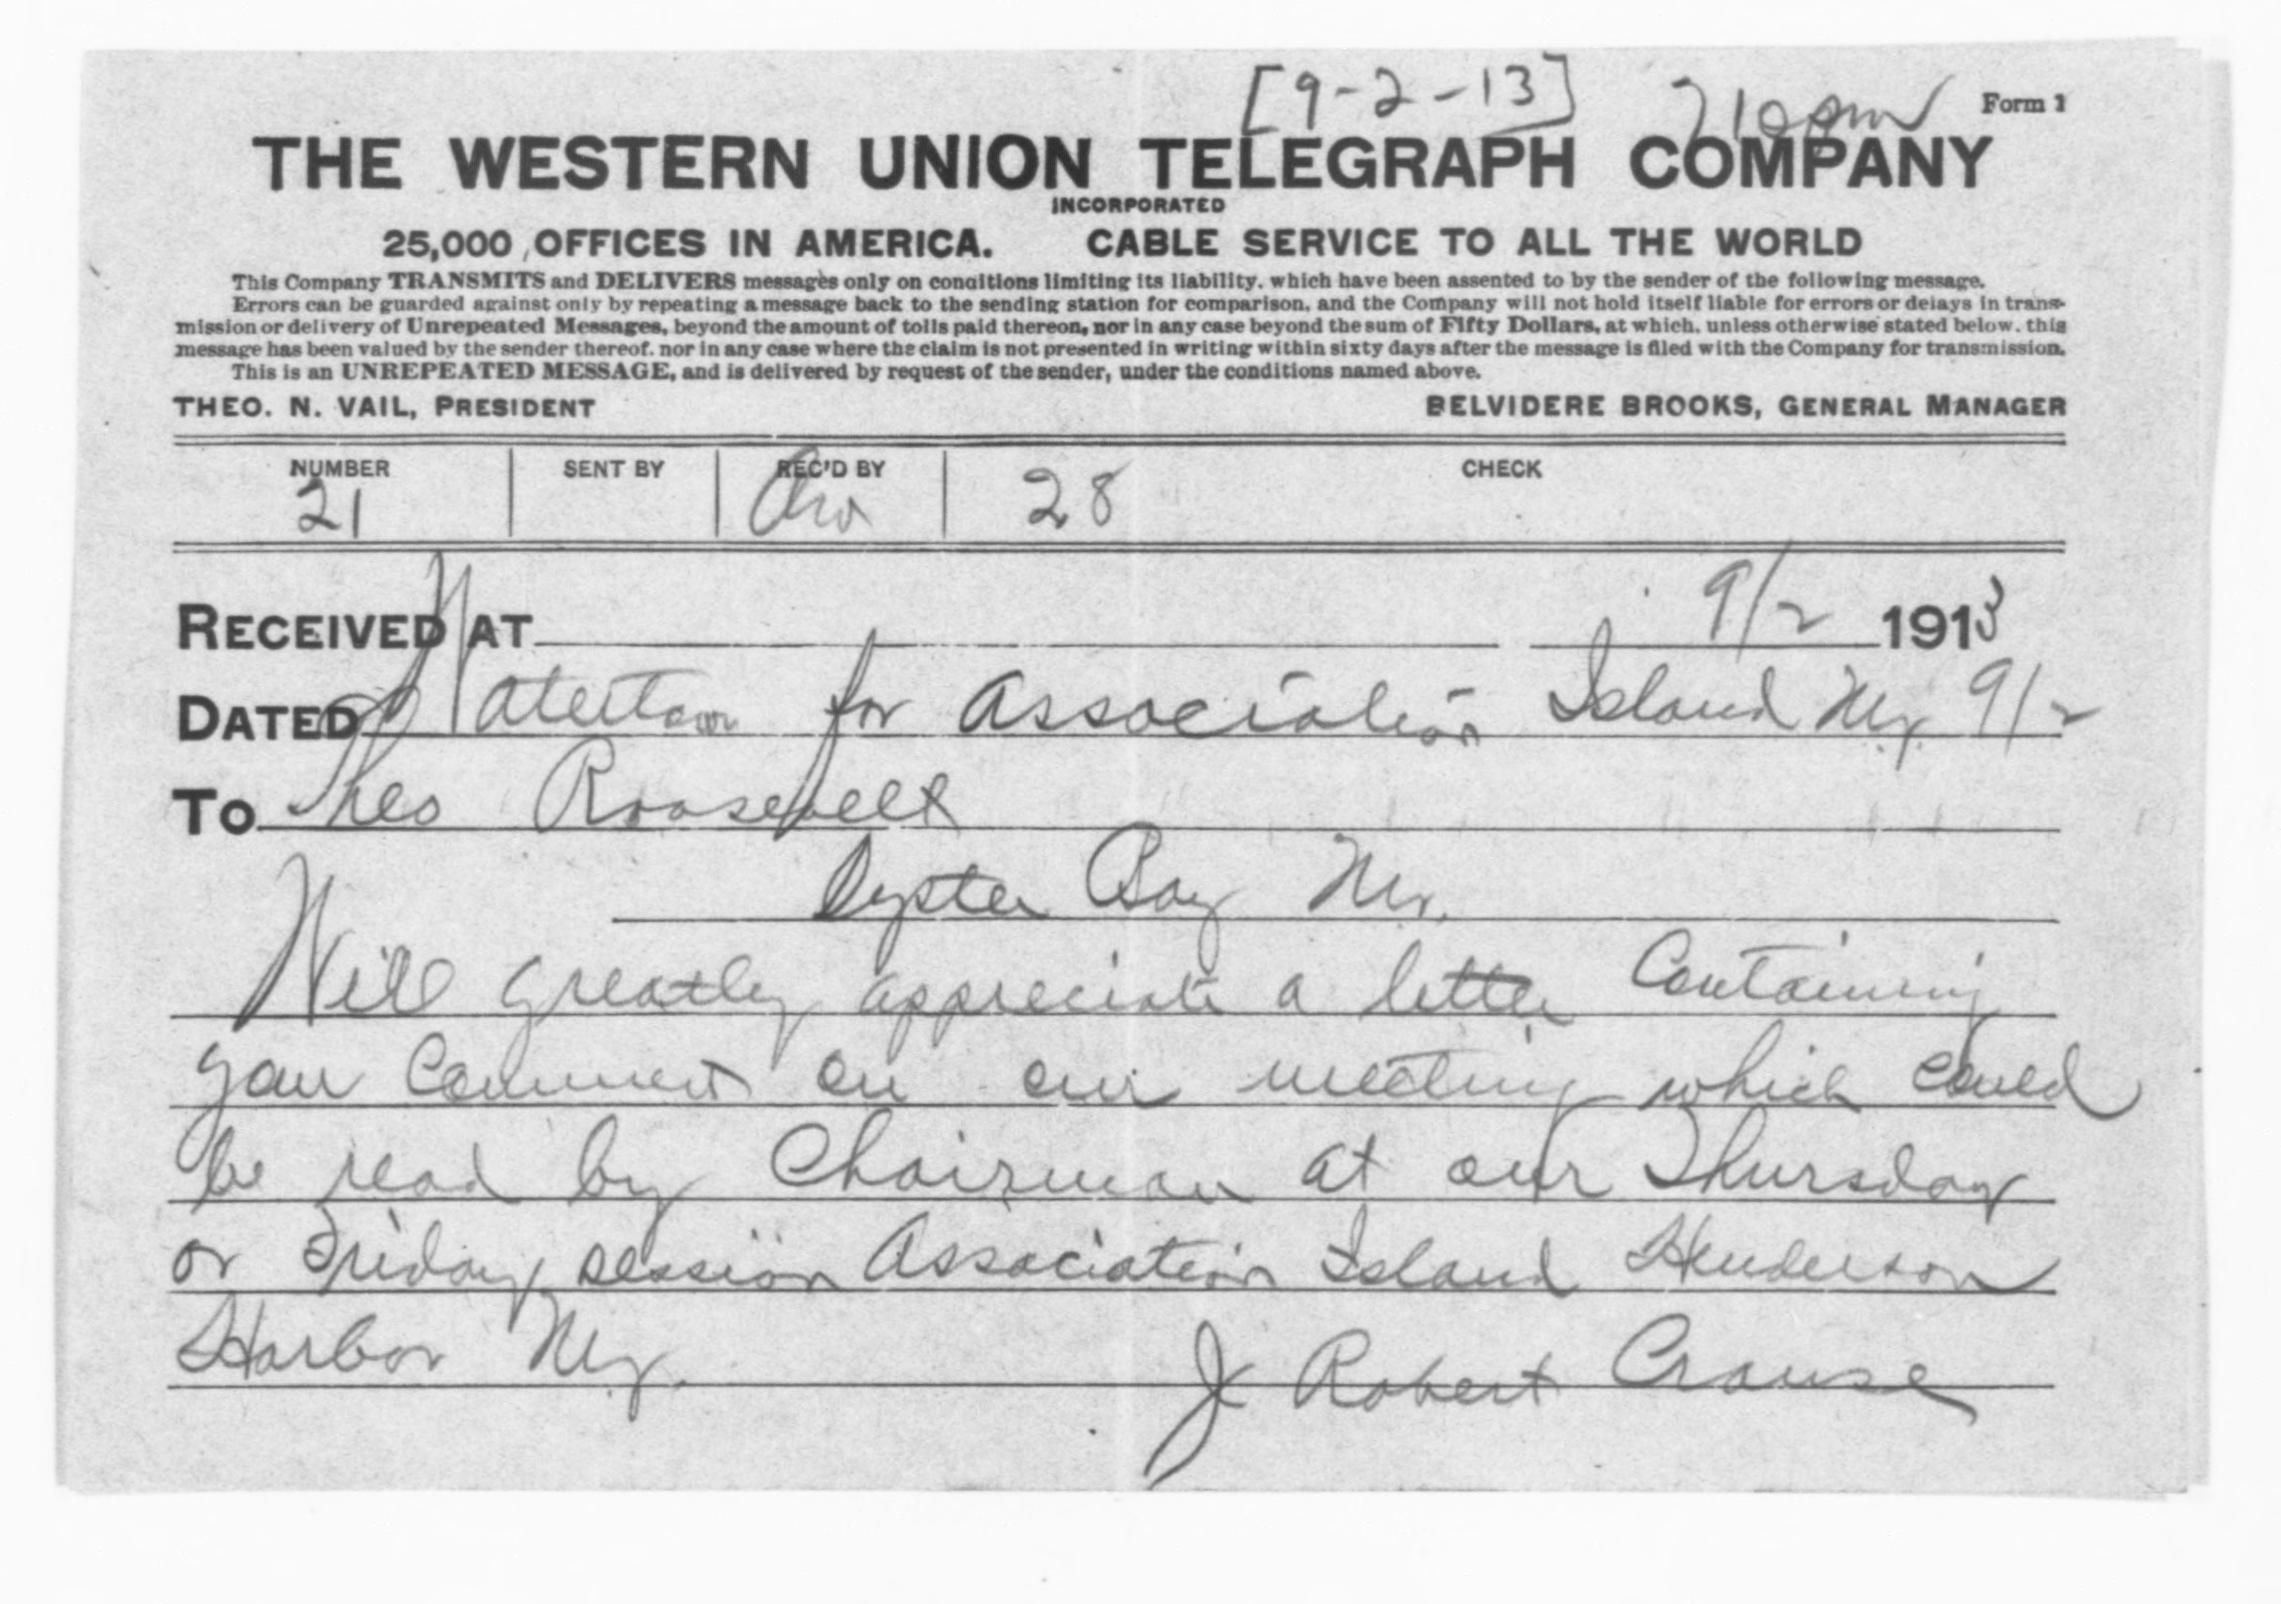 [9-2-13] 710pm Form 1
THE WESTERN UNION TELEGRAPH COMPANY
INCORPORATED
25,000 OFFICES IN AMERICA. CABLE SERVICE TO ALL THE WORLD
This Company TRANSMITS and DELIVERS messages only on conditions limiting its liability, which have been assented to by the sender of the following message.
Errors can be guarded against only by repeating a message back to the sending station for comparison, and the Company will not hold itself liable for errors or delays in trans-
mission or delivery of Unrepeated Messages, beyond the amount of tolls paid thereon, nor in any case beyond the sum of Fifty Dollars, at which, unless otherwise stated below, this
message has been valued by the sender thereof, nor in any case where the claim is not presented in writing within sixty days after the message is filed with the Company for transmission.
This is an UNREPEATED MESSAGE, and is delivered by request of the sender, under the conditions named above.
THEO. N. VAIL, PRESIDENT BELVIDERE BROOKS, GENERAL MANAGER
NUMBER SENT BY REC'D BY CHECK
21 28
RECEIVED AT 9/2 1913
DATED Watertown for Association Island Ny. 9/2
To Theo Roosevelt
Oyster Bay Ny.
Will greatly appreciate a letter Containing
your Comment on our meeting which could
be read by Chairman at our Thursday
or Friday session Association Island Henderson
Harbor Ny.
J Robert Crouse